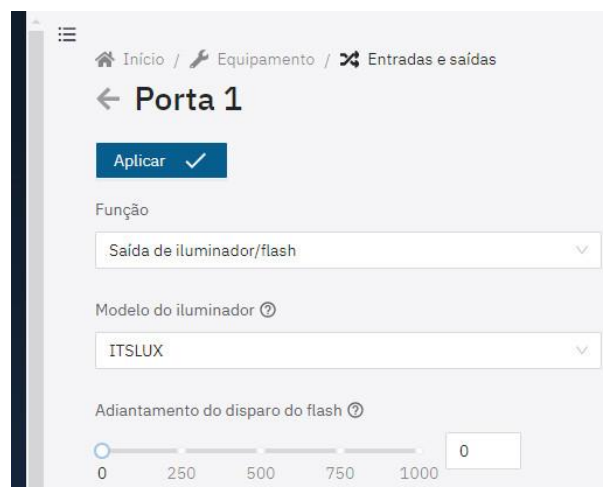 Início / Equipamento / Entradas e saídas
Porta 1
Aplicar
Função
Saída de iluminador/flash
Modelo do iluminador
ITSLUX
Adiantamento do disparo do flash
0
0 250 500 750 1000